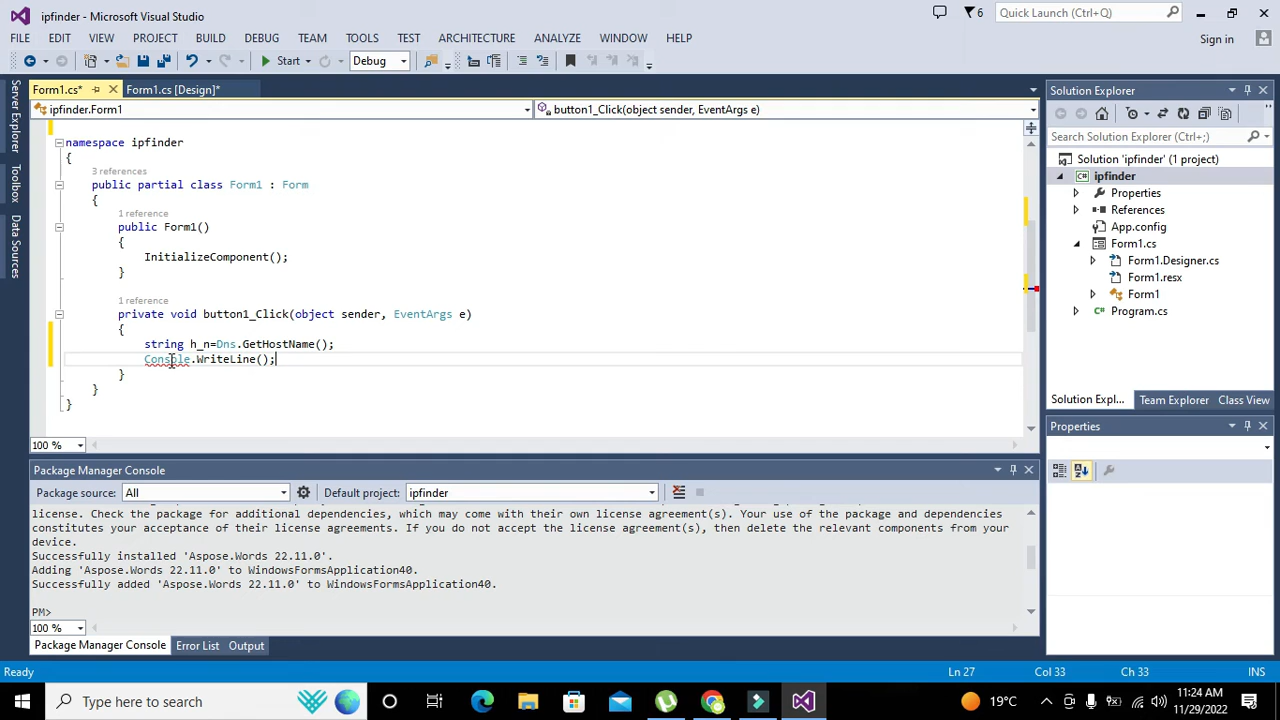 ipfinder - Microsoft Visual Studio
6
Quick Launch (Ctrl+Q)
FILE EDIT VIEW PROJECT BUILD DEBUG TEAM TOOLS TEST ARCHITECTURE ANALYZE WINDOW HELP
Sign in
Start
Debug
Form1.cs*
Form1.cs [Design]*
ipfinder.Form1
button1_Click(object sender, EventArgs e)
Server Explorer
Toolbox
Data Sources
namespace ipfinder
{
3 references
public partial class Form1 : Form
{
1 reference
public Form1()
{
InitializeComponent();
}
1 reference
private void button1_Click(object sender, EventArgs e)
{
string h_n=Dns.GetHostName();
Console.WriteLine();
}
}
}
100 %
Solution Explorer
Search Solution Explorer (Ctrl+;)
Solution 'ipfinder' (1 project)
C# ipfinder
Properties
References
App.config
Form1.cs
Form1.Designer.cs
Form1.resx
Form1
C# Program.cs
Solution Expl...
Team Explorer
Class View
Properties
Package Manager Console
Package source: All
Default project: ipfinder
license. Check the package for additional dependencies, which may come with their own license agreement(s). Your use of the package and dependencies
constitutes your acceptance of their license agreements. If you do not accept the license agreement(s), then delete the relevant components from your
device.
Successfully installed 'Aspose.Words 22.11.0'.
Adding 'Aspose.Words 22.11.0' to WindowsFormsApplication40.
Successfully added 'Aspose.Words 22.11.0' to WindowsFormsApplication40.
PM>
100 %
Package Manager Console
Error List
Output
Ready
Ln 27
Col 33
Ch 33
INS
Type here to search
19°C
11:24 AM
11/29/2022